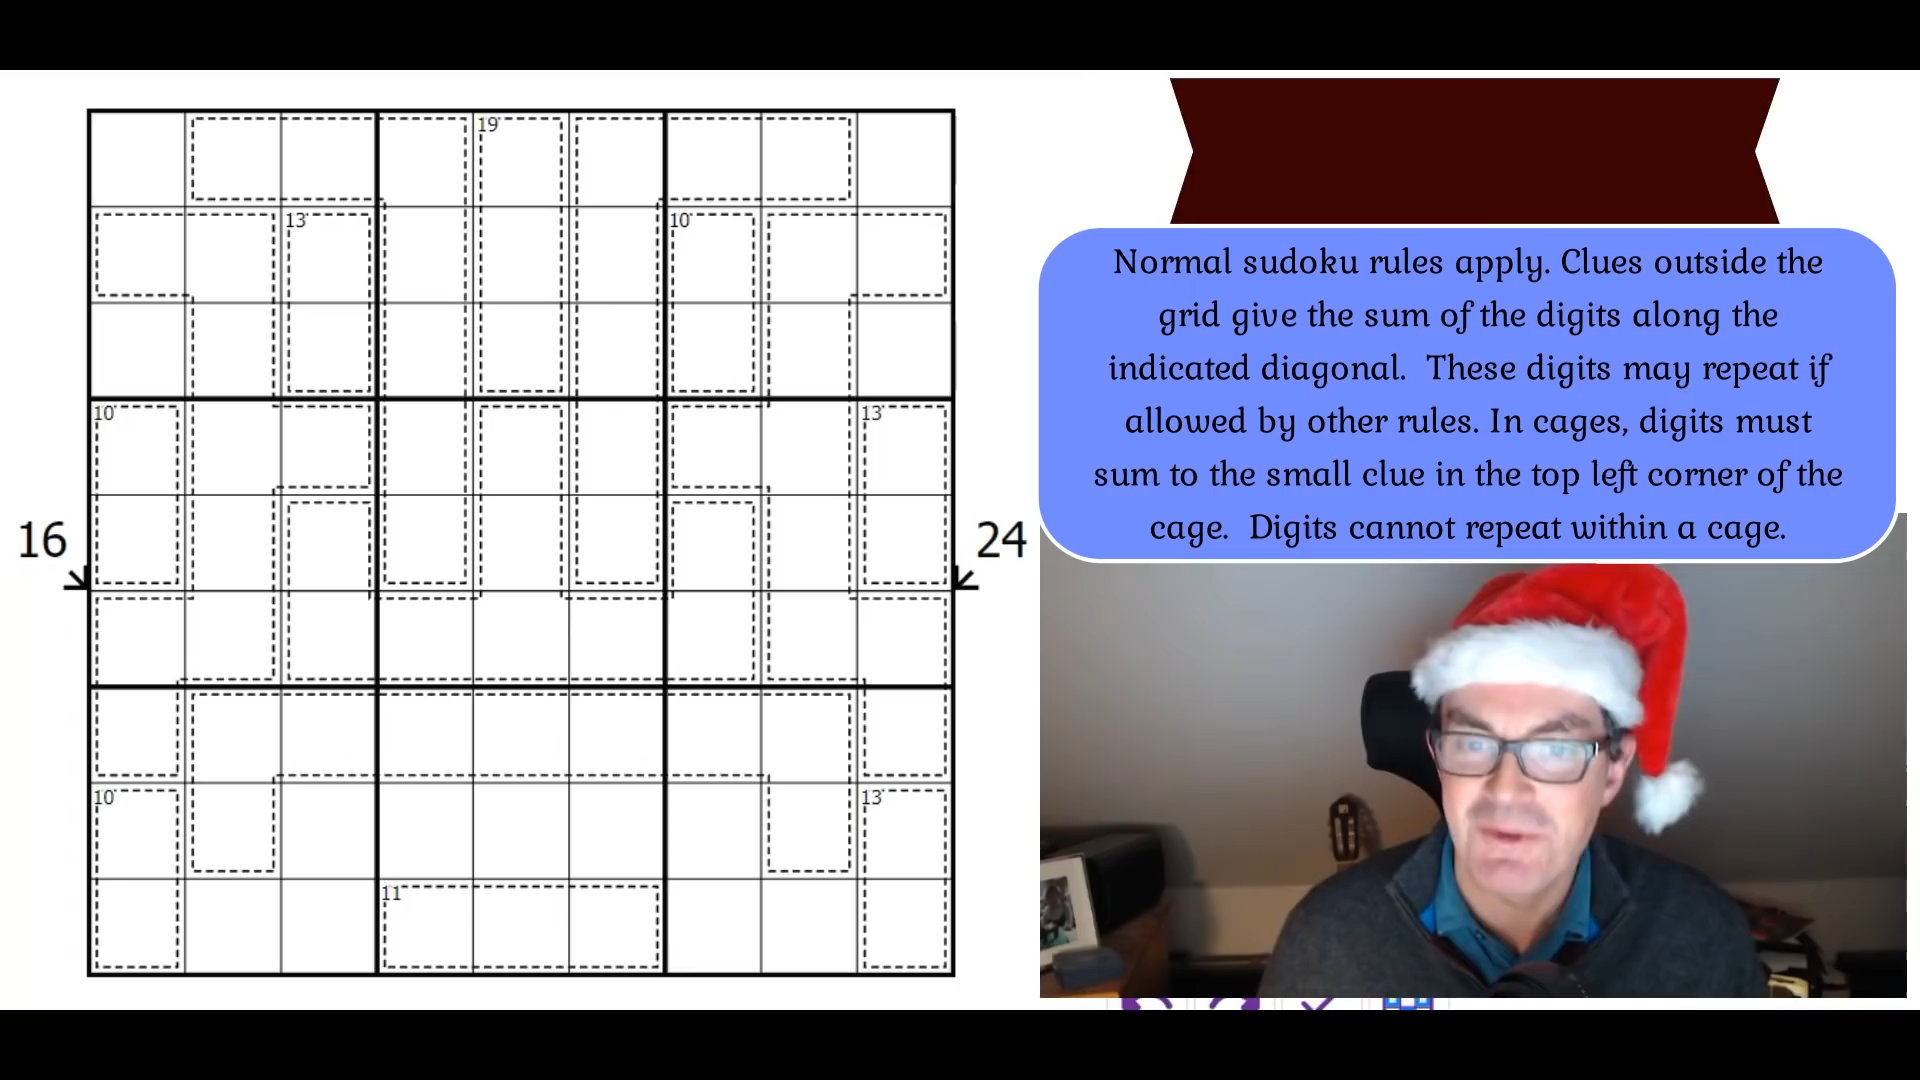 19
13
10
10
13
16
24
10
13
11
Normal sudoku rules apply. Clues outside the
grid give the sum of the digits along the
indicated diagonal. These digits may repeat if
allowed by other rules. In cages, digits must
sum to the small clue in the top left corner of the
cage. Digits cannot repeat within a cage.